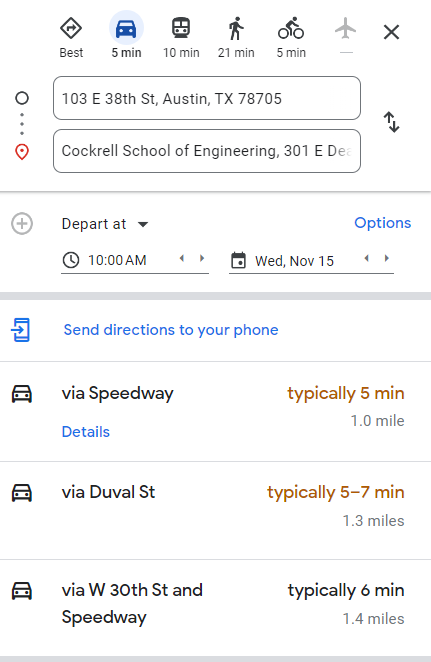 Best
5 min
10 min
21 min
5 min
—
103 E 38th St, Austin, TX 78705
Cockrell School of Engineering, 301 E Dea
Depart at
Options
10:00 AM
Wed, Nov 15
Send directions to your phone
via Speedway
typically 5 min
1.0 mile
Details
via Duval St
typically 5–7 min
1.3 miles
via W 30th St and
Speedway
typically 6 min
1.4 miles